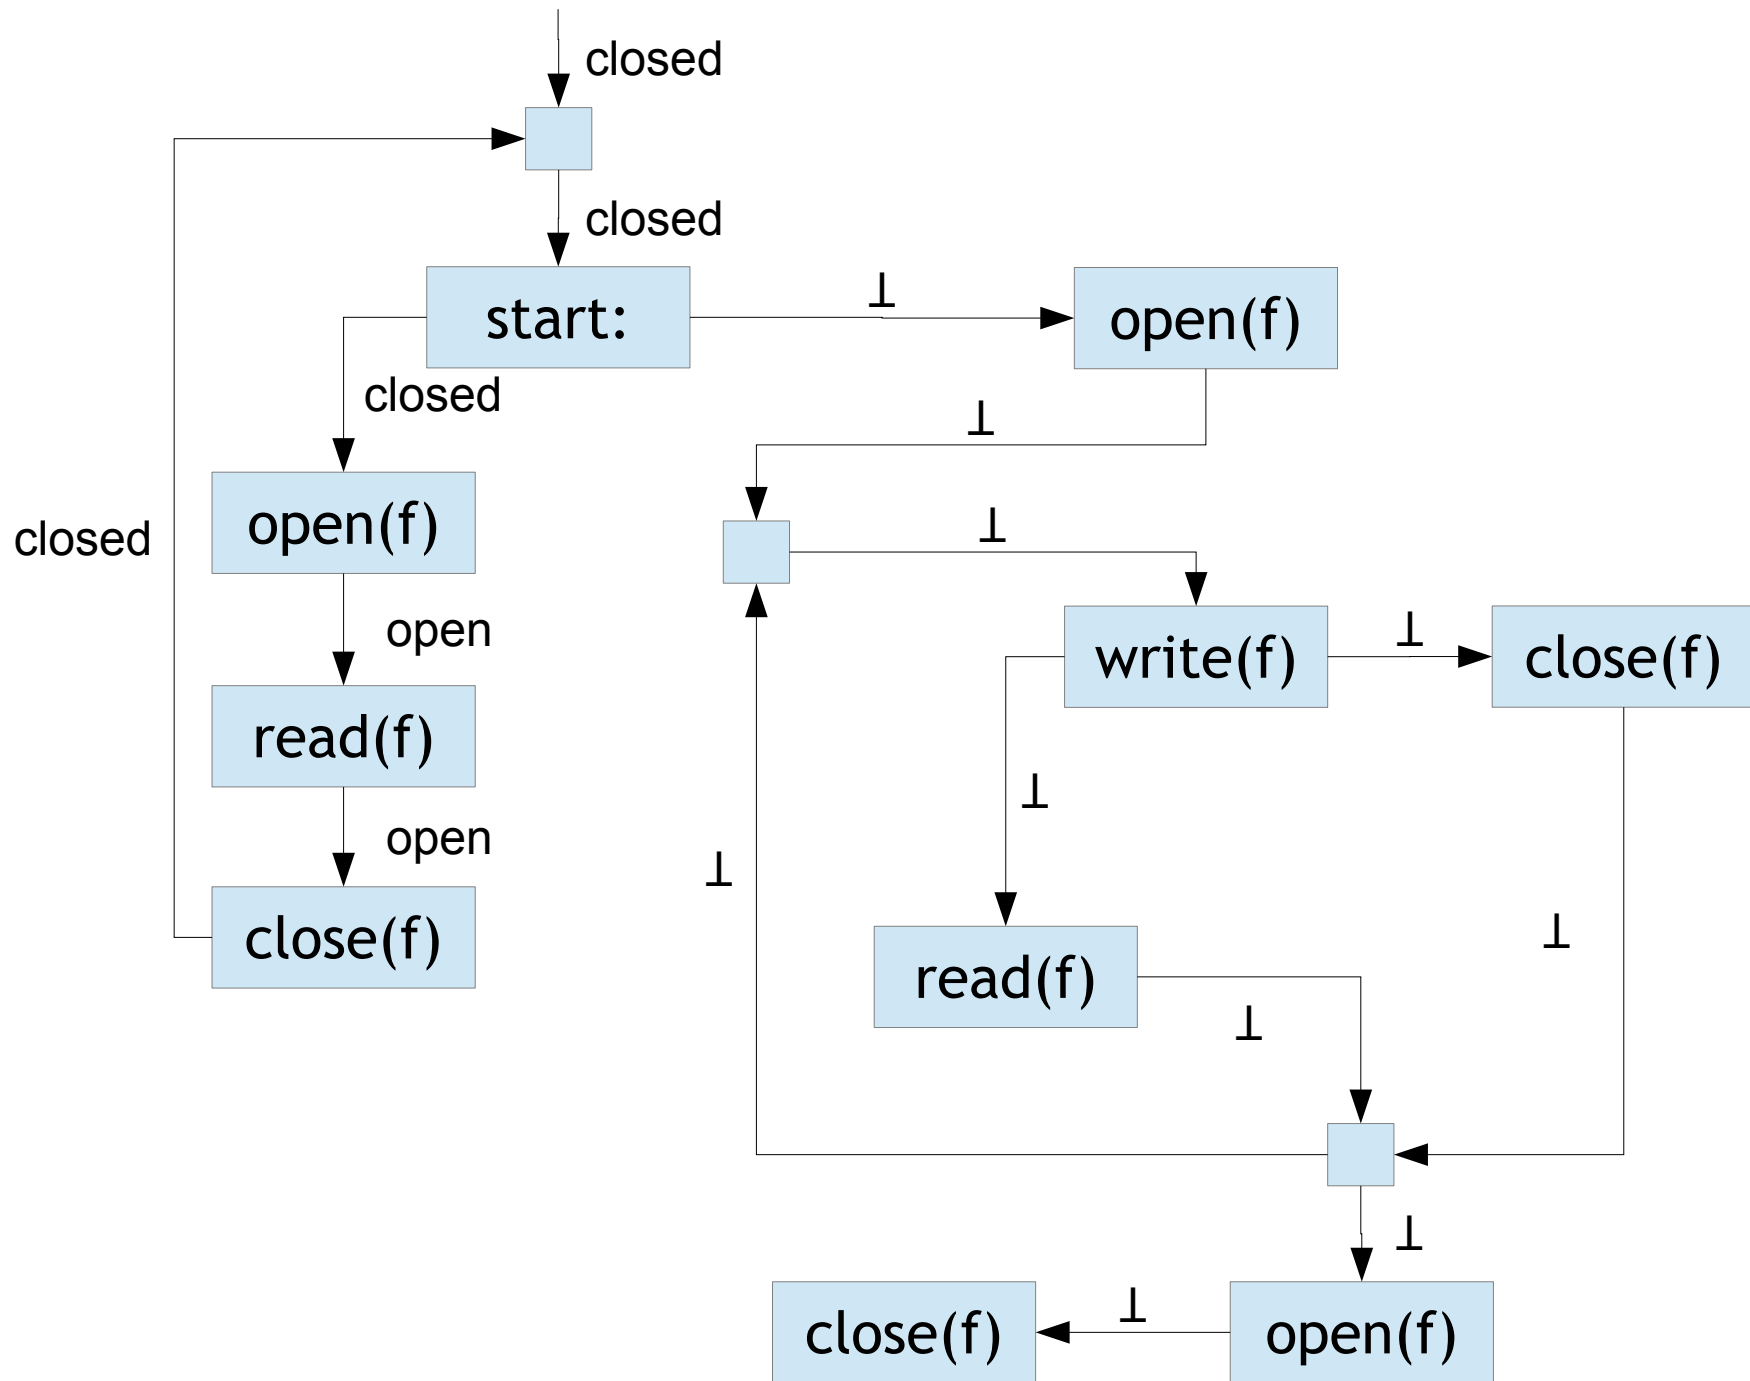 closed
closed
start:
⊥
open(f)
closed
⊥
open(f)
closed
⊥
open
write(f)
⊥
close(f)
read(f)
⊥
open
⊥
close(f)
⊥
read(f)
⊥
⊥
close(f)
⊥
open(f)